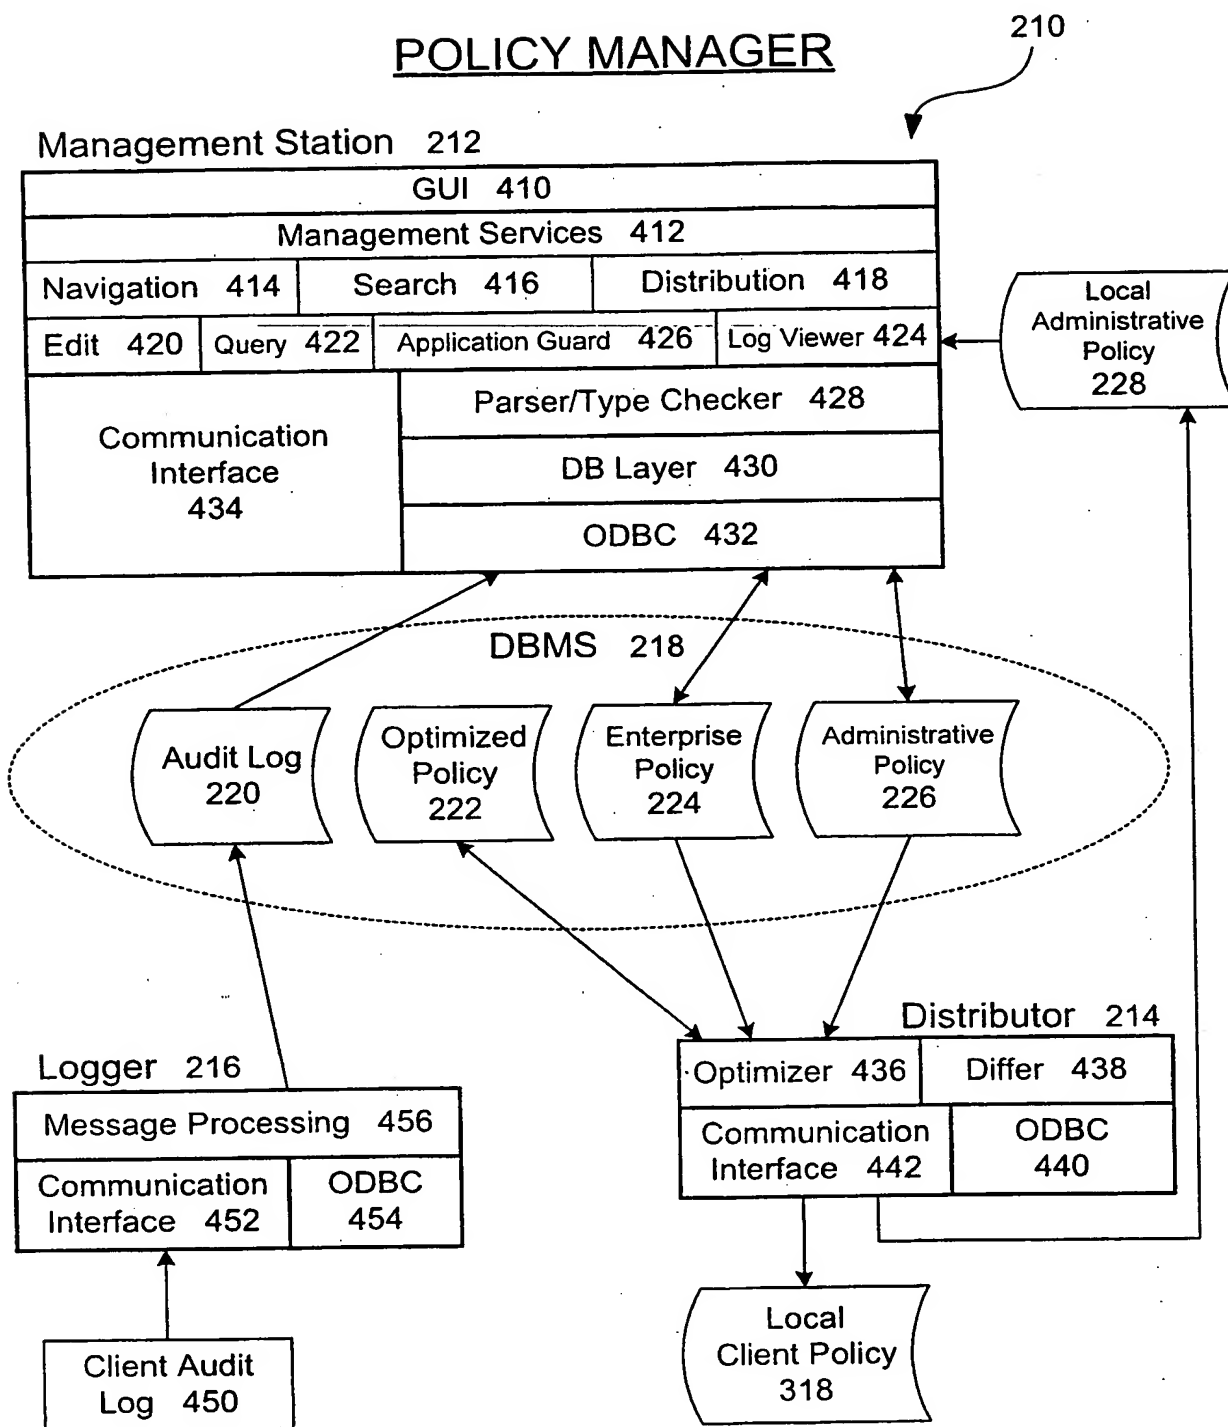 POLICY MANAGER
210
Management Station 212
GUI 410
Management Services 412
Navigation 414
Search 416
Distribution 418
Edit 420
Query 422
Application Guard 426
Log Viewer 424
Local
Administrative
Policy
228
Communication
Interface
434
Parser/Type Checker 428
DB Layer 430
ODBC 432
DBMS 218
Audit Log
220
Optimized
Policy
222
Enterprise
Policy
224
Administrative
Policy
226
Distributor 214
Optimizer 436
Differ 438
Communication
Interface 442
ODBC
440
Logger 216
Message Processing 456
Communication
Interface 452
ODBC
454
Client Audit
Log 450
Local
Client Policy
318